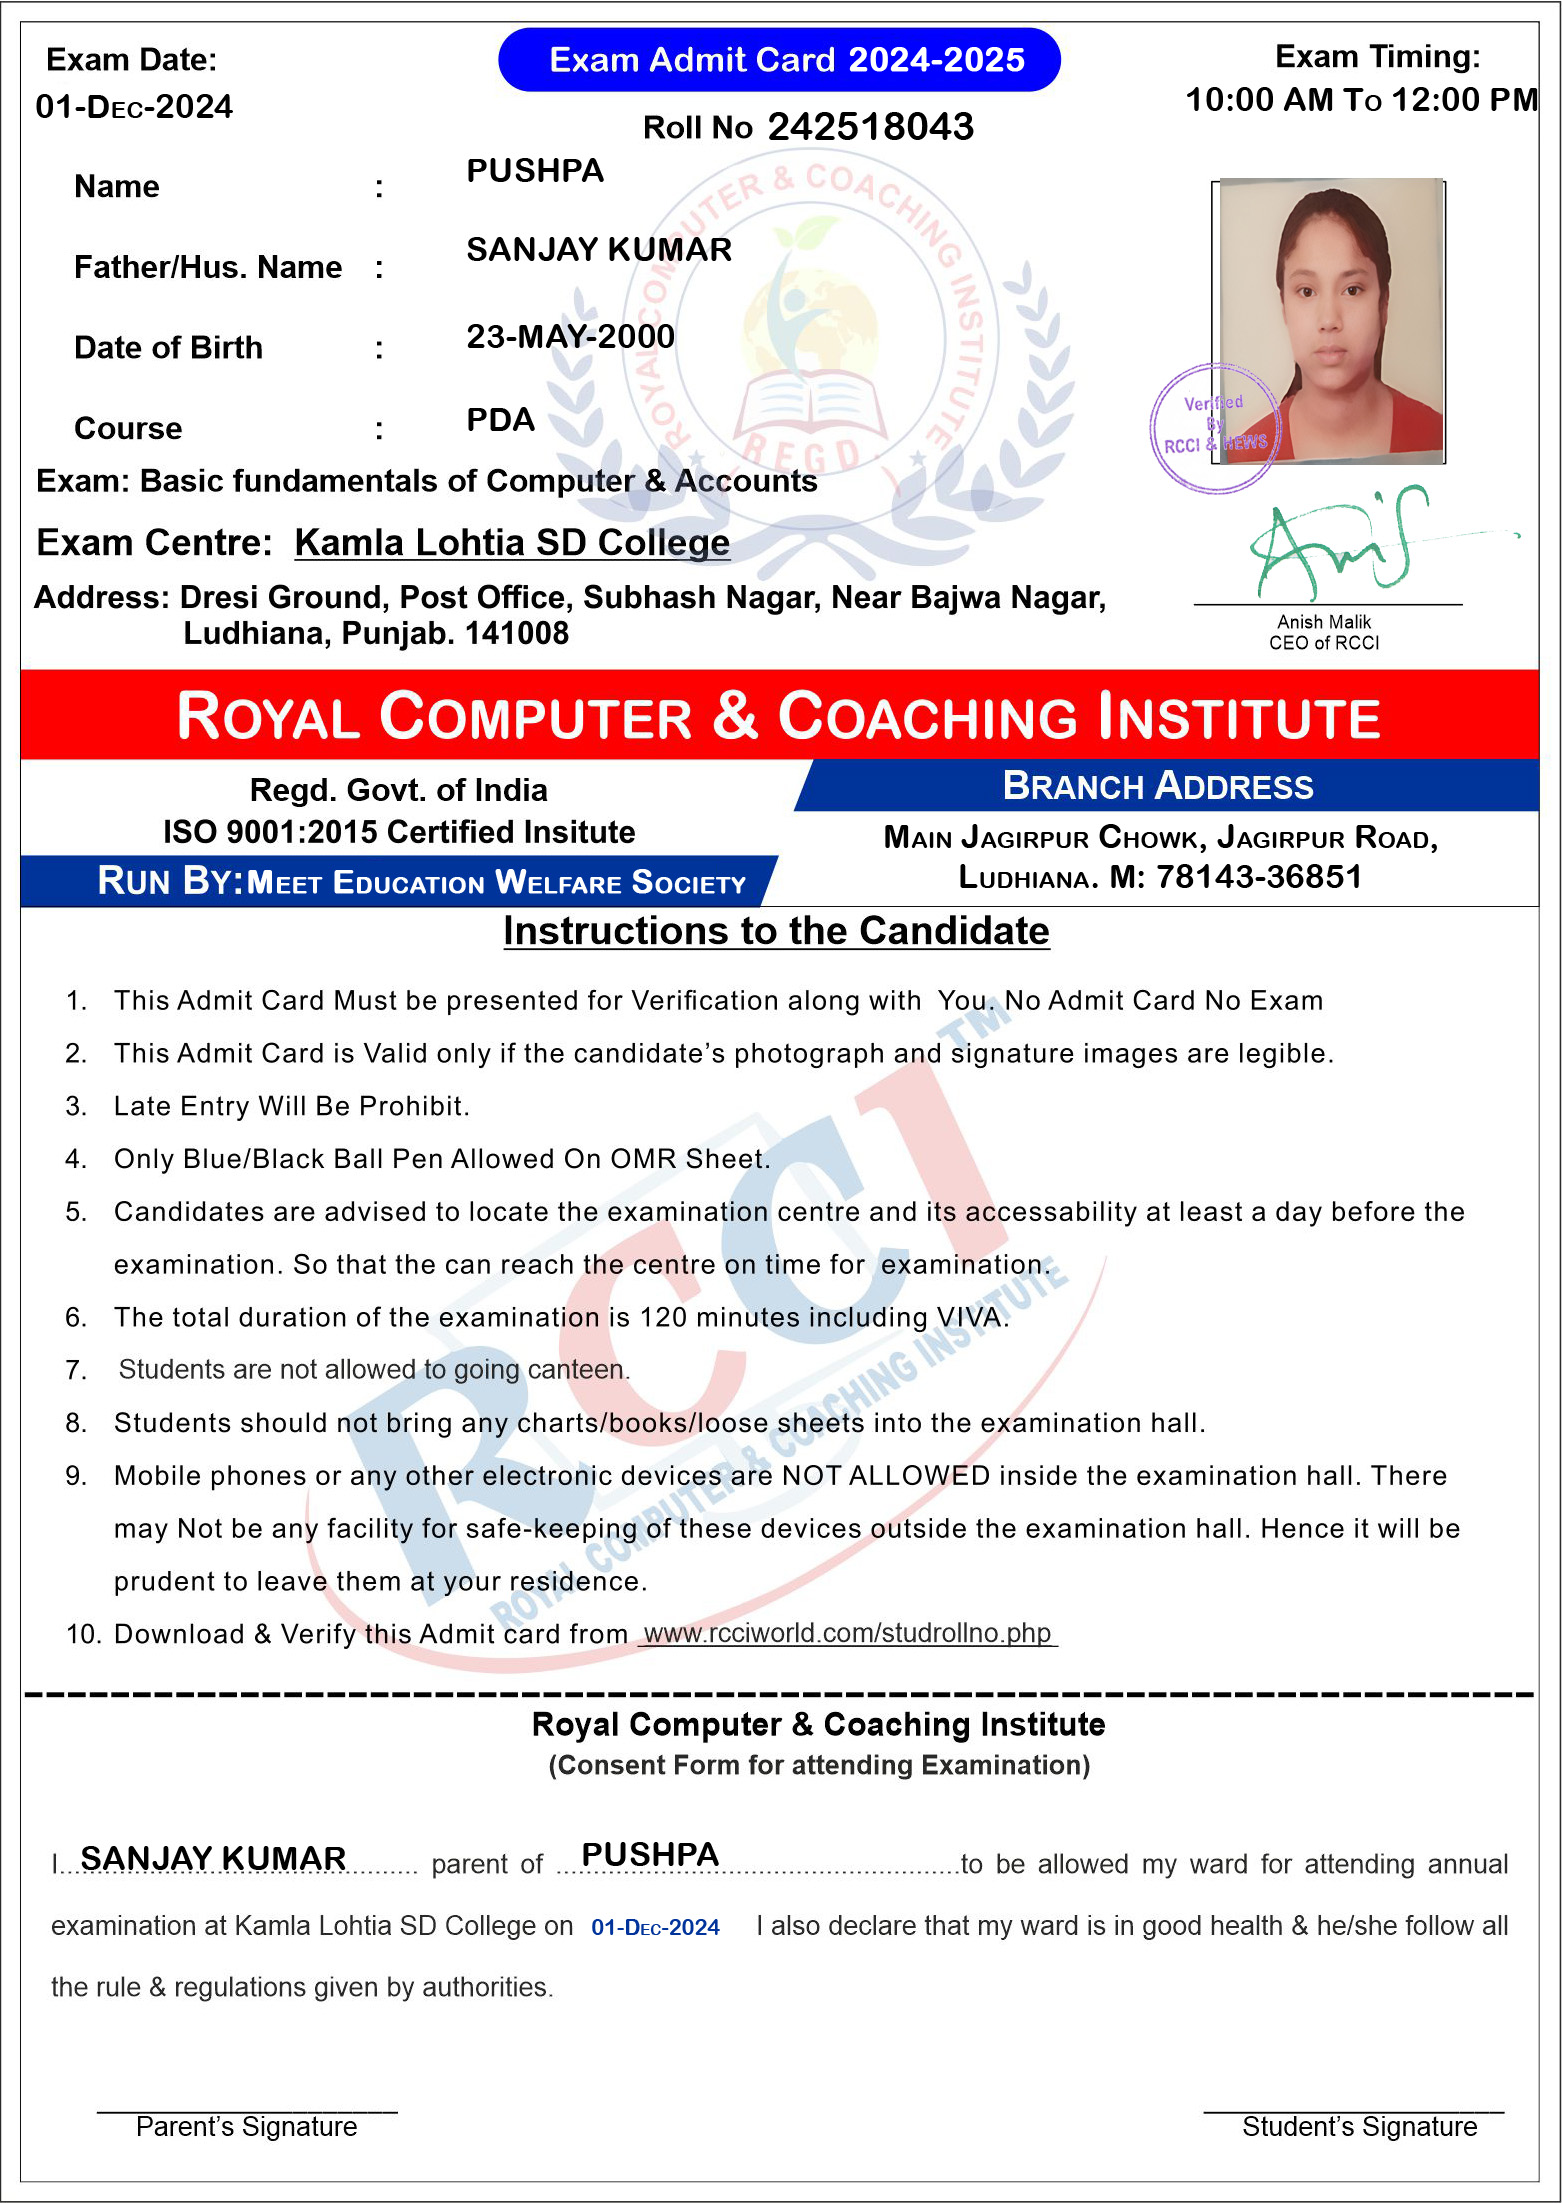 Exam Date:
01-Dec-2024
Exam Admit Card 2024-2025
Roll No 242518043
Exam Timing:
10:00 AM To 12:00 PM
Name : PUSHPA
Father/Hus. Name : SANJAY KUMAR
Date of Birth : 23-MAY-2000
Course : PDA
ROYAL COMPUTER & COACHING INSTITUTE
REGD.
Verified
By
RCCI & HEWS
Exam: Basic fundamentals of Computer & Accounts
Exam Centre: Kamla Lohtia SD College
Address: Dresi Ground, Post Office, Subhash Nagar, Near Bajwa Nagar,
Ludhiana, Punjab. 141008
Anish Malik
CEO of RCCI
Royal Computer & Coaching Institute
Regd. Govt. of India
ISO 9001:2015 Certified Insitute
Run By:Meet Education Welfare Society
Branch Address
Main Jagirpur Chowk, Jagirpur Road,
Ludhiana. M: 78143-36851
Instructions to the Candidate
1. This Admit Card Must be presented for Verification along with You. No Admit Card No Exam
2. This Admit Card is Valid only if the candidate’s photograph and signature images are legible.
3. Late Entry Will Be Prohibit.
4. Only Blue/Black Ball Pen Allowed On OMR Sheet.
5. Candidates are advised to locate the examination centre and its accessability at least a day before the
examination. So that the can reach the centre on time for examination.
6. The total duration of the examination is 120 minutes including VIVA.
7. Students are not allowed to going canteen.
8. Students should not bring any charts/books/loose sheets into the examination hall.
9. Mobile phones or any other electronic devices are NOT ALLOWED inside the examination hall. There
may Not be any facility for safe-keeping of these devices outside the examination hall. Hence it will be
prudent to leave them at your residence.
10. Download & Verify this Admit card from www.rcciworld.com/studrollno.php
RCCI TM
ROYAL COMPUTER & COACHING INSTITUTE
Royal Computer & Coaching Institute
(Consent Form for attending Examination)
I...SANJAY KUMAR......... parent of ...PUSHPA..............................to be allowed my ward for attending annual
examination at Kamla Lohtia SD College on 01-Dec-2024 I also declare that my ward is in good health & he/she follow all
the rule & regulations given by authorities.
Parent’s Signature
Student’s Signature